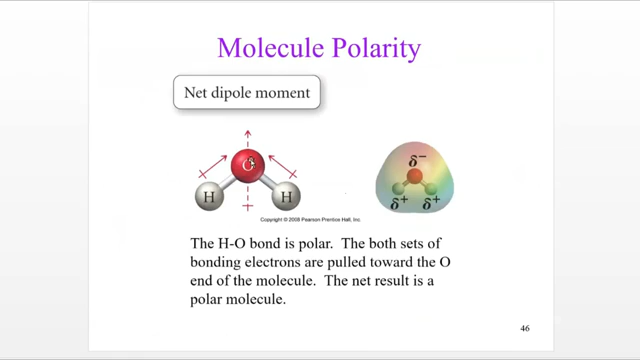 Molecule Polarity
Net dipole moment
O
H
H
δ−
δ+ δ+
Copyright © 2008 Pearson Prentice Hall, Inc.
The H-O bond is polar. The both sets of
bonding electrons are pulled toward the O
end of the molecule. The net result is a
polar molecule.
46